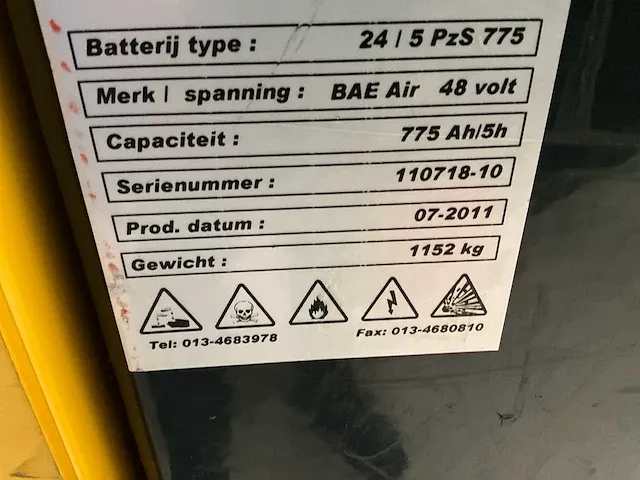 Batterij type : 24 / 5 PzS 775
Merk / spanning : BAE Air 48 volt
Capaciteit : 775 Ah/5h
Serienummer : 110718-10
Prod. datum : 07-2011
Gewicht : 1152 kg
Tel: 013-4683978 Fax: 013-4680810